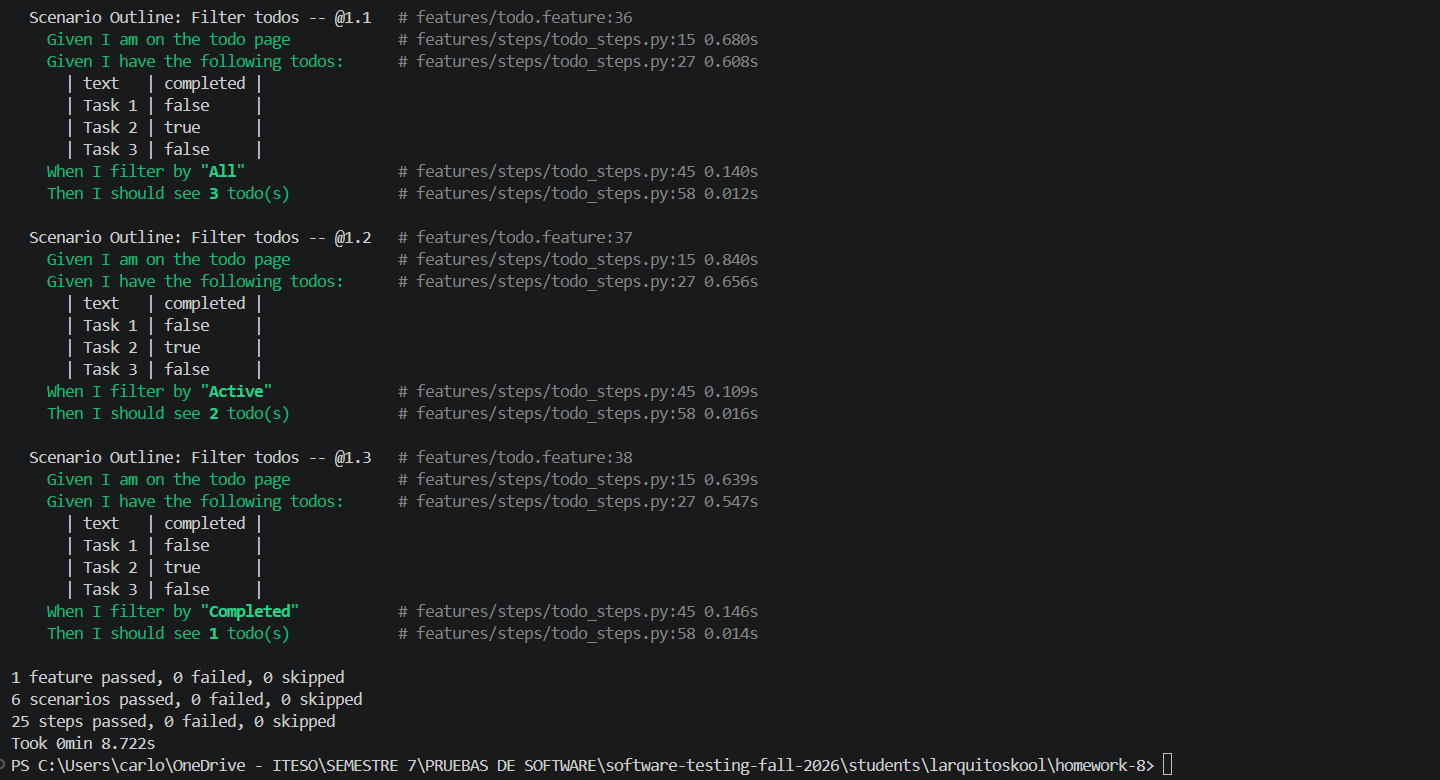 Scenario Outline: Filter todos -- @1.1   # features/todo.feature:36
Given I am on the todo page            # features/steps/todo_steps.py:15 0.680s
Given I have the following todos:      # features/steps/todo_steps.py:27 0.608s
| text   | completed |
| Task 1 | false     |
| Task 2 | true      |
| Task 3 | false     |
When I filter by "All"                 # features/steps/todo_steps.py:45 0.140s
Then I should see 3 todo(s)            # features/steps/todo_steps.py:58 0.012s
Scenario Outline: Filter todos -- @1.2   # features/todo.feature:37
Given I am on the todo page            # features/steps/todo_steps.py:15 0.840s
Given I have the following todos:      # features/steps/todo_steps.py:27 0.656s
| text   | completed |
| Task 1 | false     |
| Task 2 | true      |
| Task 3 | false     |
When I filter by "Active"              # features/steps/todo_steps.py:45 0.109s
Then I should see 2 todo(s)            # features/steps/todo_steps.py:58 0.016s
Scenario Outline: Filter todos -- @1.3   # features/todo.feature:38
Given I am on the todo page            # features/steps/todo_steps.py:15 0.639s
Given I have the following todos:      # features/steps/todo_steps.py:27 0.547s
| text   | completed |
| Task 1 | false     |
| Task 2 | true      |
| Task 3 | false     |
When I filter by "Completed"           # features/steps/todo_steps.py:45 0.146s
Then I should see 1 todo(s)            # features/steps/todo_steps.py:58 0.014s
1 feature passed, 0 failed, 0 skipped
6 scenarios passed, 0 failed, 0 skipped
25 steps passed, 0 failed, 0 skipped
Took 0min 8.722s
PS C:\Users\carlo\OneDrive - ITESO\SEMESTRE 7\PRUEBAS DE SOFTWARE\software-testing-fall-2026\students\larquitoskool\homework-8>